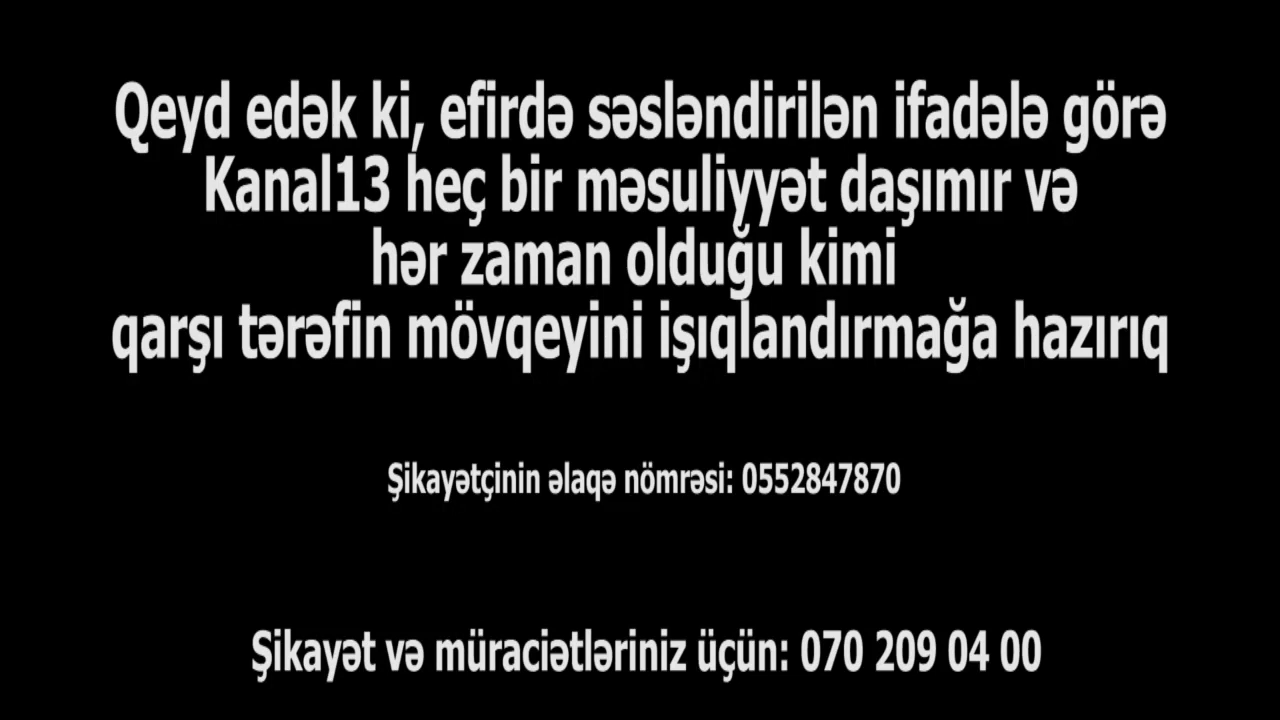 Qeyd edək ki, efirdə səsləndirilən ifadələ görə
Kanal13 heç bir məsuliyyət daşımır və
hər zaman olduğu kimi
qarşı tərəfin mövqeyini işıqlandırmağa hazırıq
Şikayətçinin əlaqə nömrəsi: 0552847870
Şikayət və müraciətləriniz üçün: 070 209 04 00